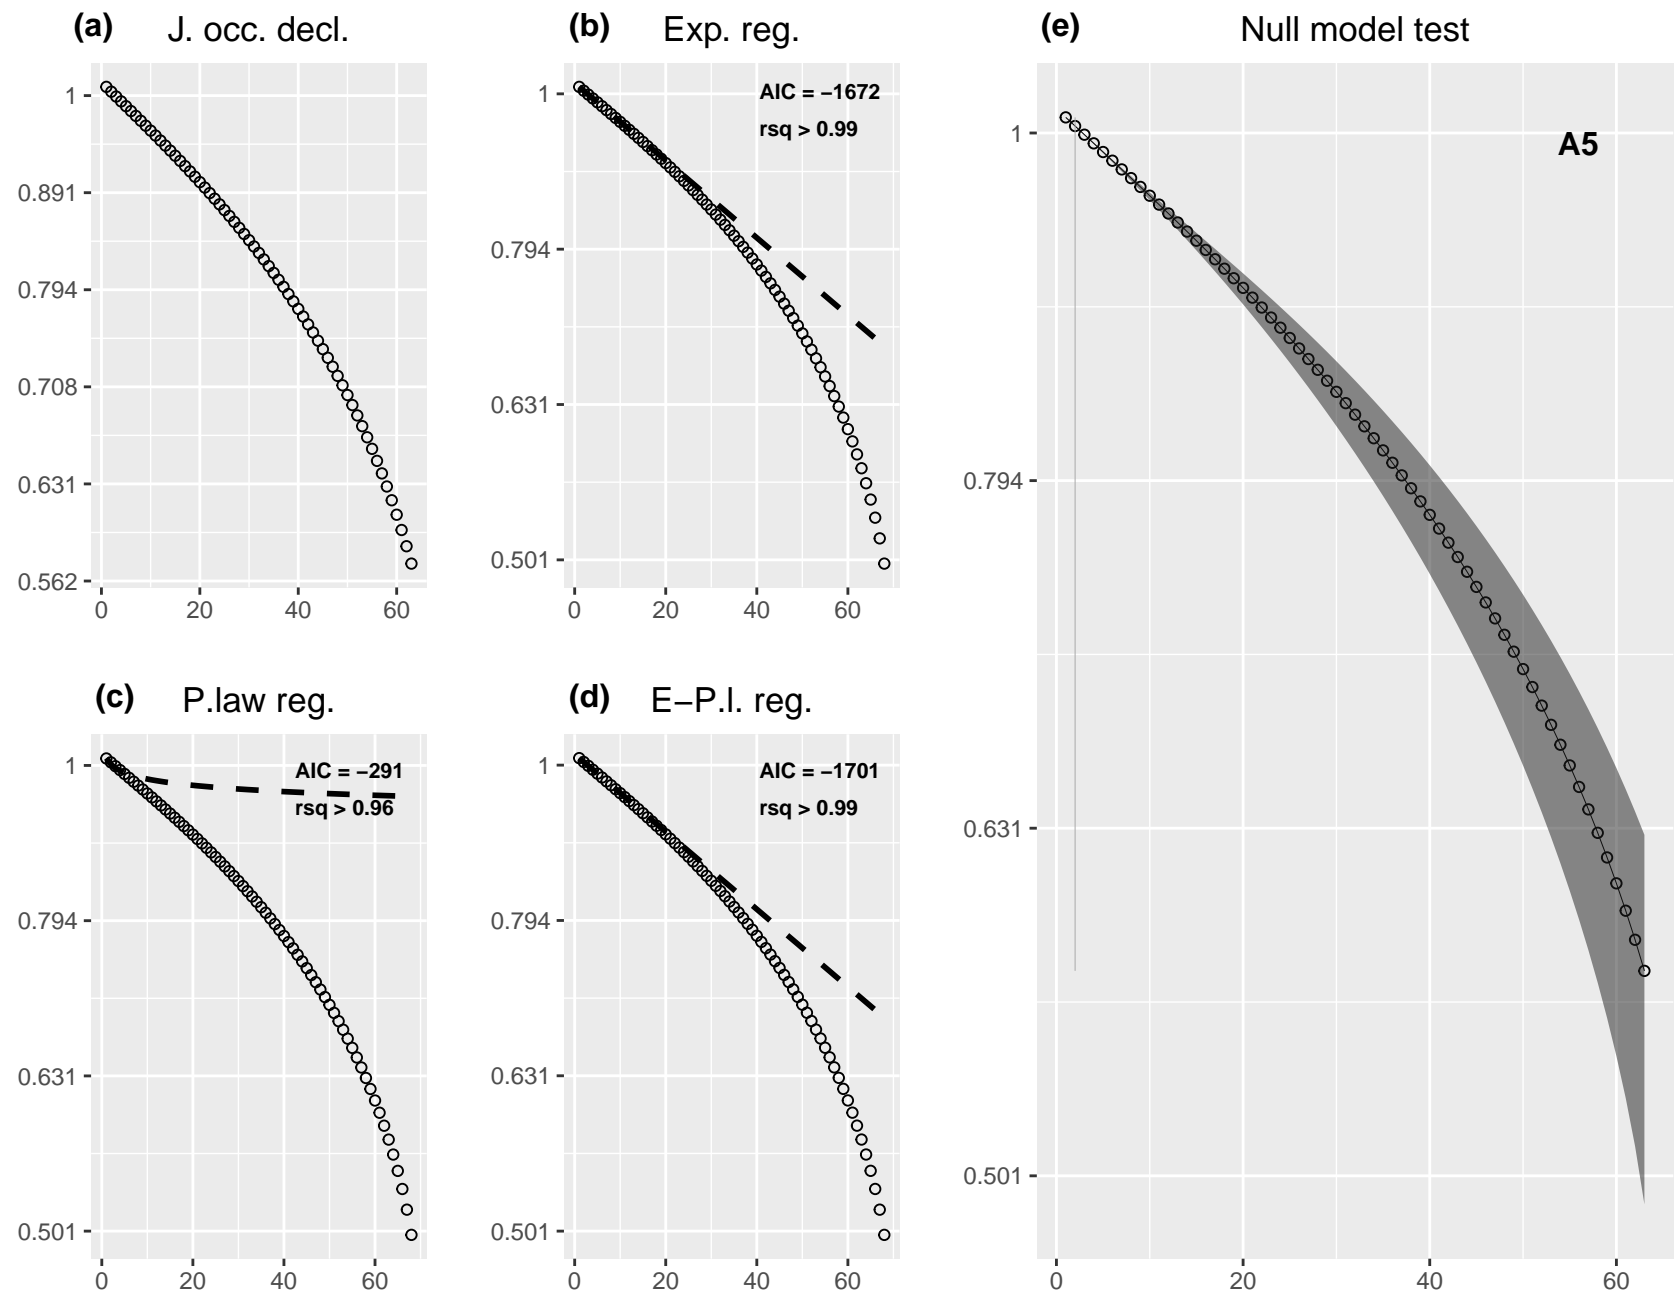 (a) J. occ. decl.
1
0.891
0.794
0.708
0.631
0.562
0 20 40 60
(b) Exp. reg.
AIC = −1672
rsq > 0.99
1
0.794
0.631
0.501
0 20 40 60
(c) P.law reg.
AIC = −291
rsq > 0.96
1
0.794
0.631
0.501
0 20 40 60
(d) E−P.l. reg.
AIC = −1701
rsq > 0.99
1
0.794
0.631
0.501
0 20 40 60
(e) Null model test
A5
1
0.794
0.631
0.501
0 20 40 60